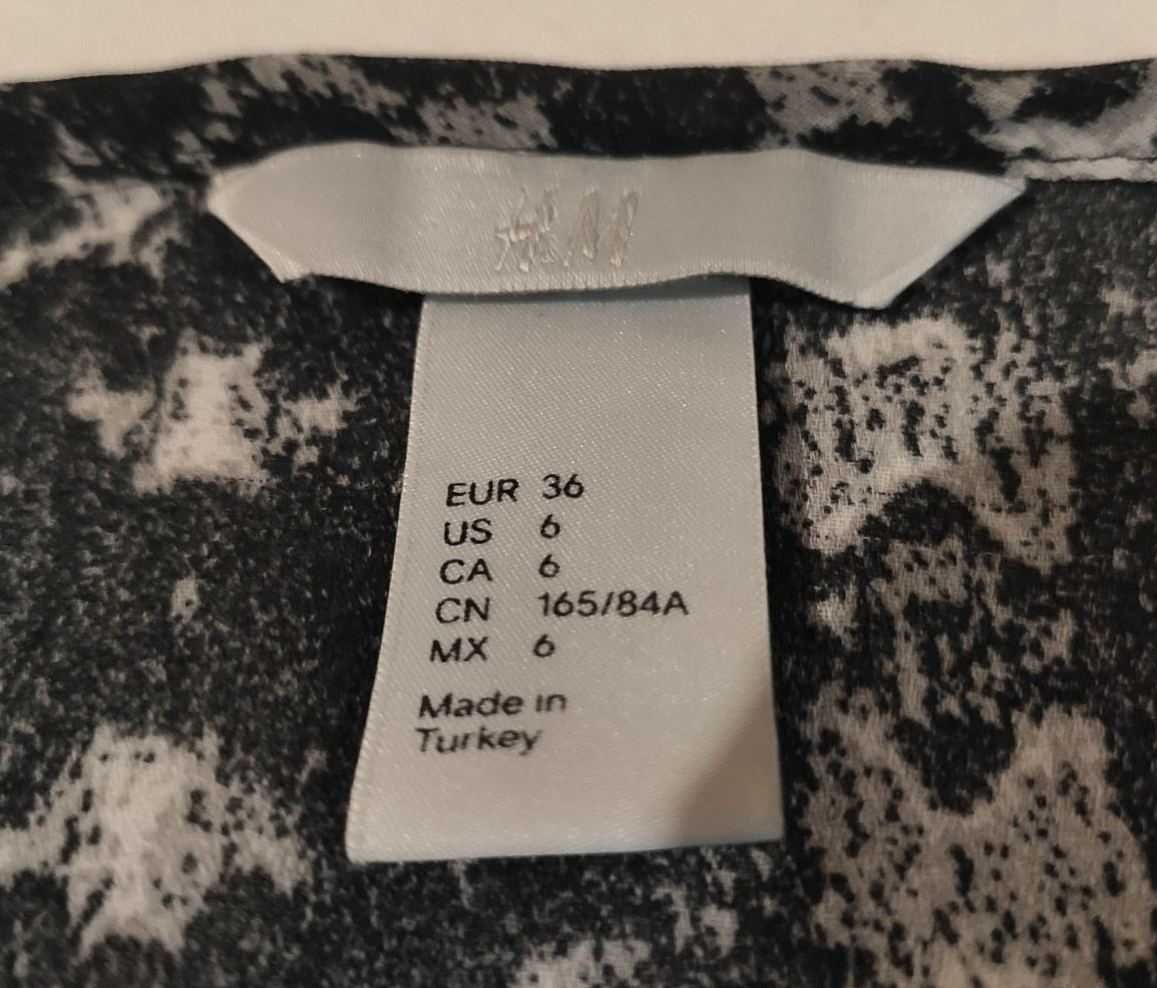 H&M
EUR 36
US 6
CA 6
CN 165/84A
MX 6
Made in
Turkey